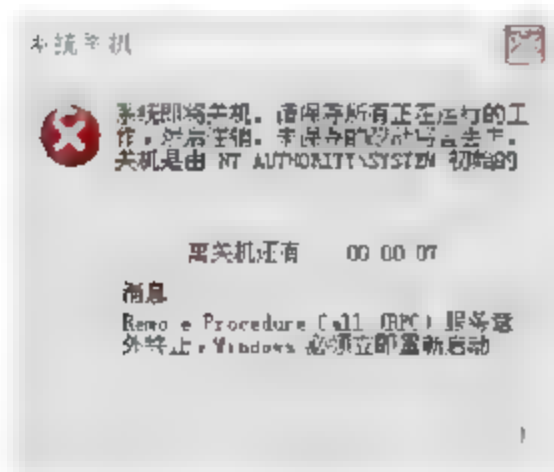 系统关机
系统即将关机。请保存所有正在运行的工
作，然后注销。未保存的改动将会丢失。
关机是由 NT AUTHORITY\SYSTEM 初始的
离关机还有 00:00:07
消息
Remote Procedure Call (RPC) 服务意
外终止，Windows 必须立即重新启动